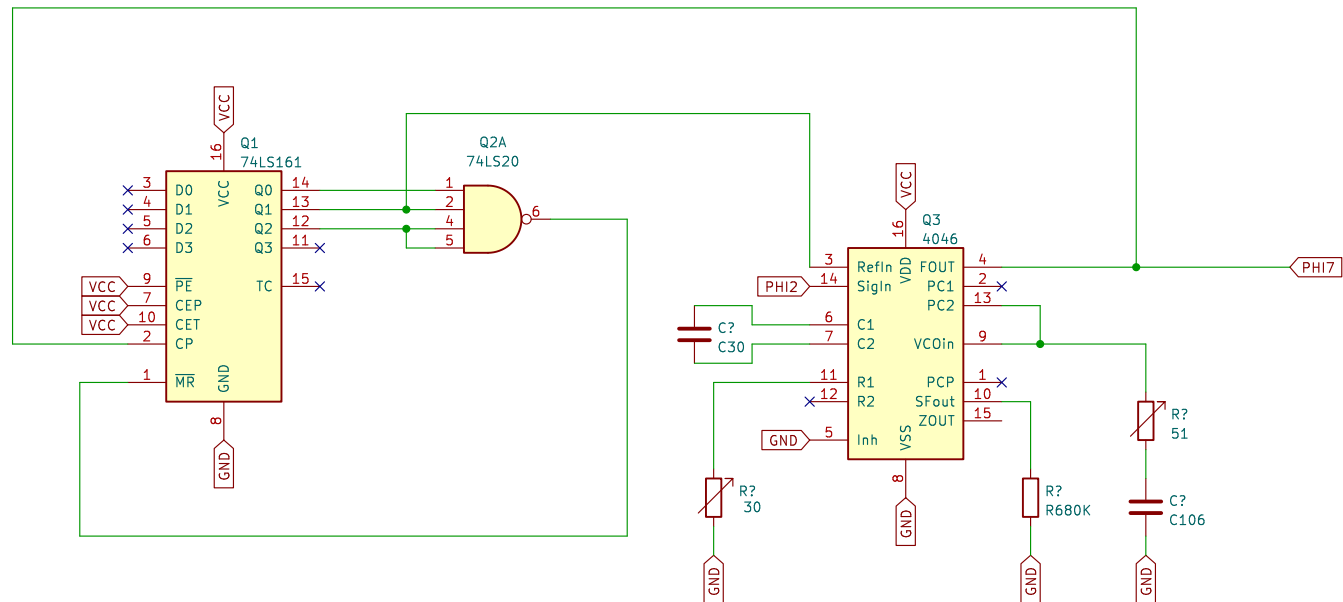 VCC
16
Q1
74LS161
3 D0 VCC Q0 14
4 D1 Q1 13
5 D2 Q2 12
6 D3 Q3 11
VCC 9 PE TC 15
VCC 7 CEP
VCC 10 CET
2 CP
1 MR GND
8
GND
Q2A
74LS20
1
2
4
5
6
VCC
16
Q3
4046
3 RefIn VDD FOUT 4
PHI2 14 SigIn PC1 2
PC2 13
6 C1
7 C2 VCOin 9
11 R1 PCP 1
12 R2 SFout 10
ZOUT 15
GND 5 Inh VSS
8
GND
PHI7
C?
C30
R?
30
GND
R?
R680K
GND
R?
51
C?
C106
GND